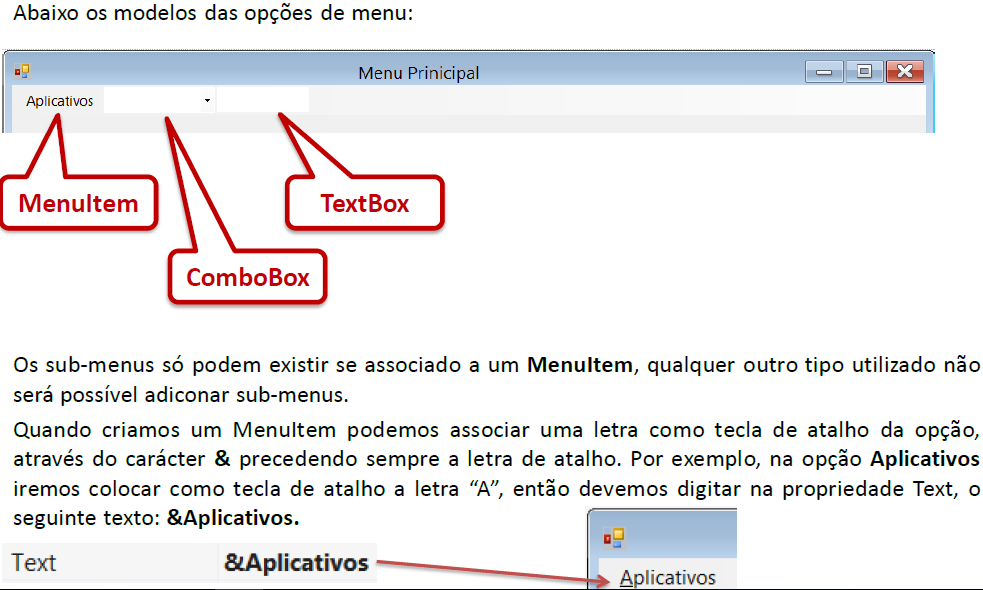 Abaixo os modelos das opções de menu:
Menu Prinicipal
Aplicativos
MenuItem
TextBox
ComboBox
Os sub-menus só podem existir se associado a um MenuItem, qualquer outro tipo utilizado não
será possível adiconar sub-menus.
Quando criamos um MenuItem podemos associar uma letra como tecla de atalho da opção,
através do carácter & precedendo sempre a letra de atalho. Por exemplo, na opção Aplicativos
iremos colocar como tecla de atalho a letra “A”, então devemos digitar na propriedade Text, o
seguinte texto: &Aplicativos.
Text &Aplicativos
Aplicativos